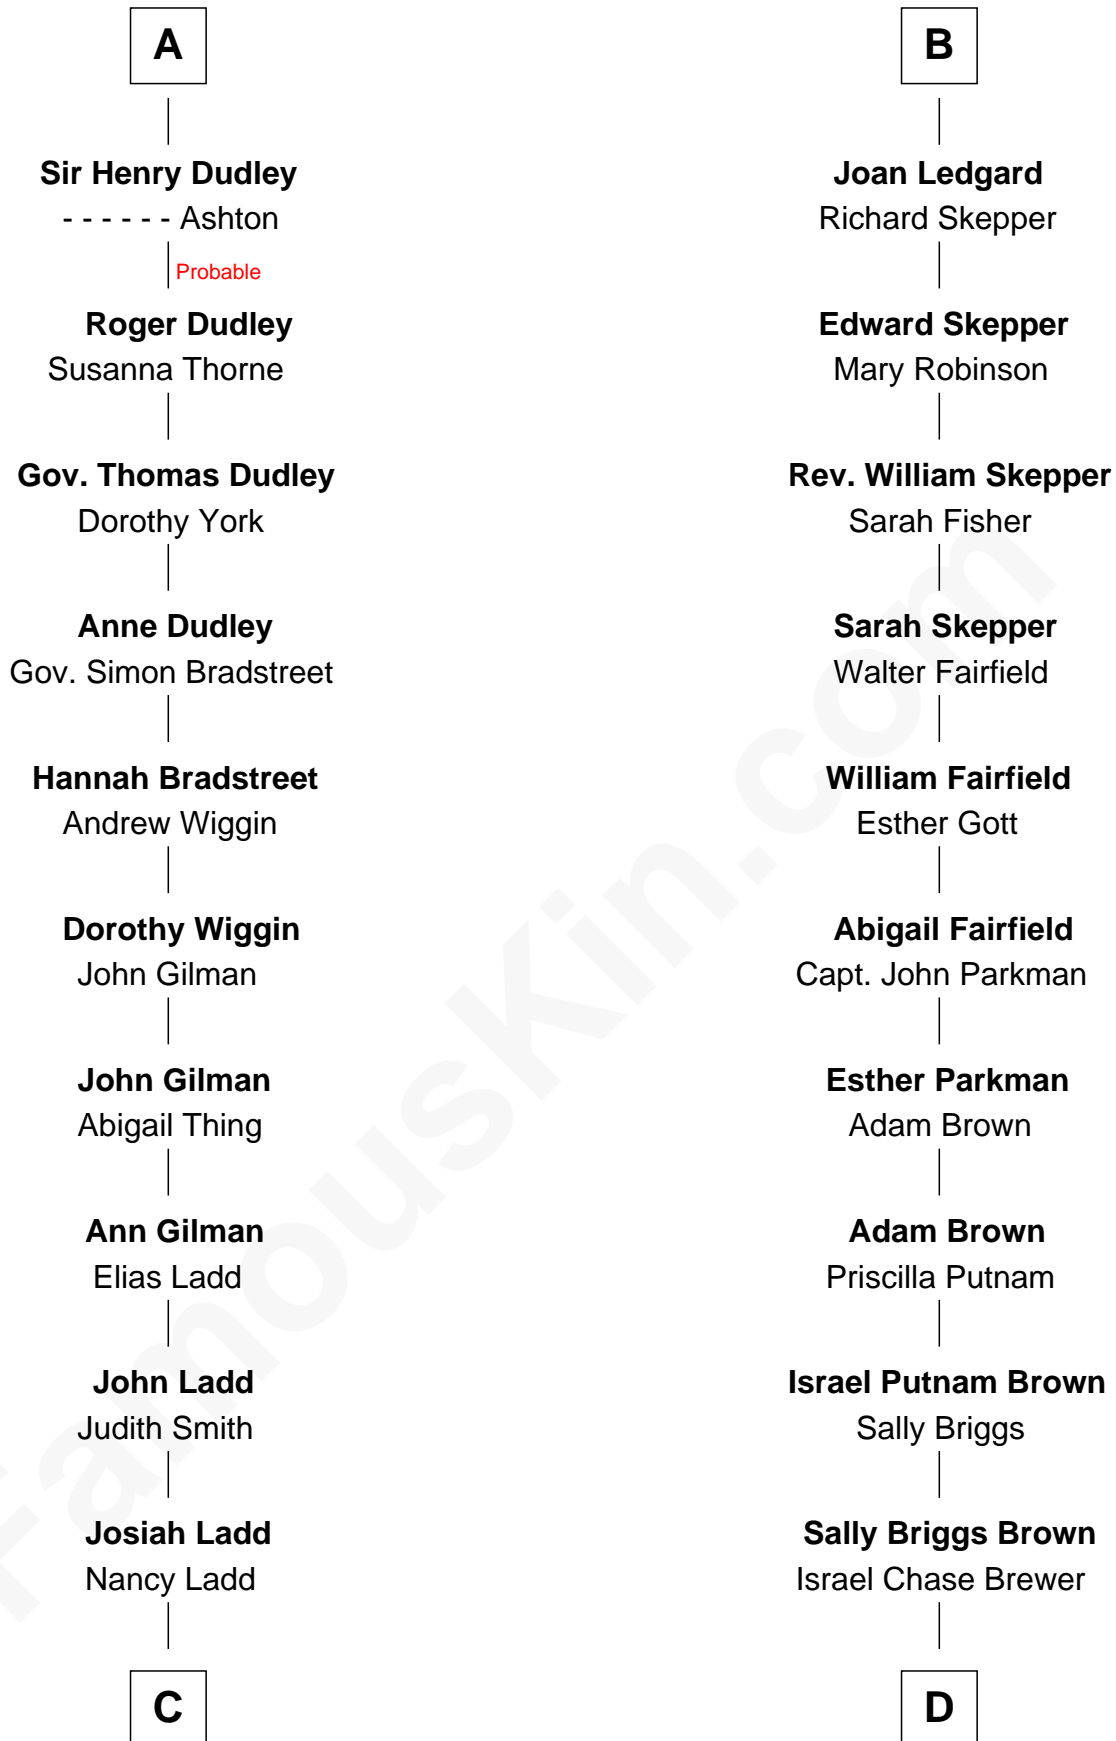 A
Sir Henry Dudley
- - - - - - Ashton
Probable
Roger Dudley
Susanna Thorne
Gov. Thomas Dudley
Dorothy York
Anne Dudley
Gov. Simon Bradstreet
Hannah Bradstreet
Andrew Wiggin
Dorothy Wiggin
John Gilman
John Gilman
Abigail Thing
Ann Gilman
Elias Ladd
John Ladd
Judith Smith
Josiah Ladd
Nancy Ladd
C
B
Joan Ledgard
Richard Skepper
Edward Skepper
Mary Robinson
Rev. William Skepper
Sarah Fisher
Sarah Skepper
Walter Fairfield
William Fairfield
Esther Gott
Abigail Fairfield
Capt. John Parkman
Esther Parkman
Adam Brown
Adam Brown
Priscilla Putnam
Israel Putnam Brown
Sally Briggs
Sally Briggs Brown
Israel Chase Brewer
D
FamousKin.com